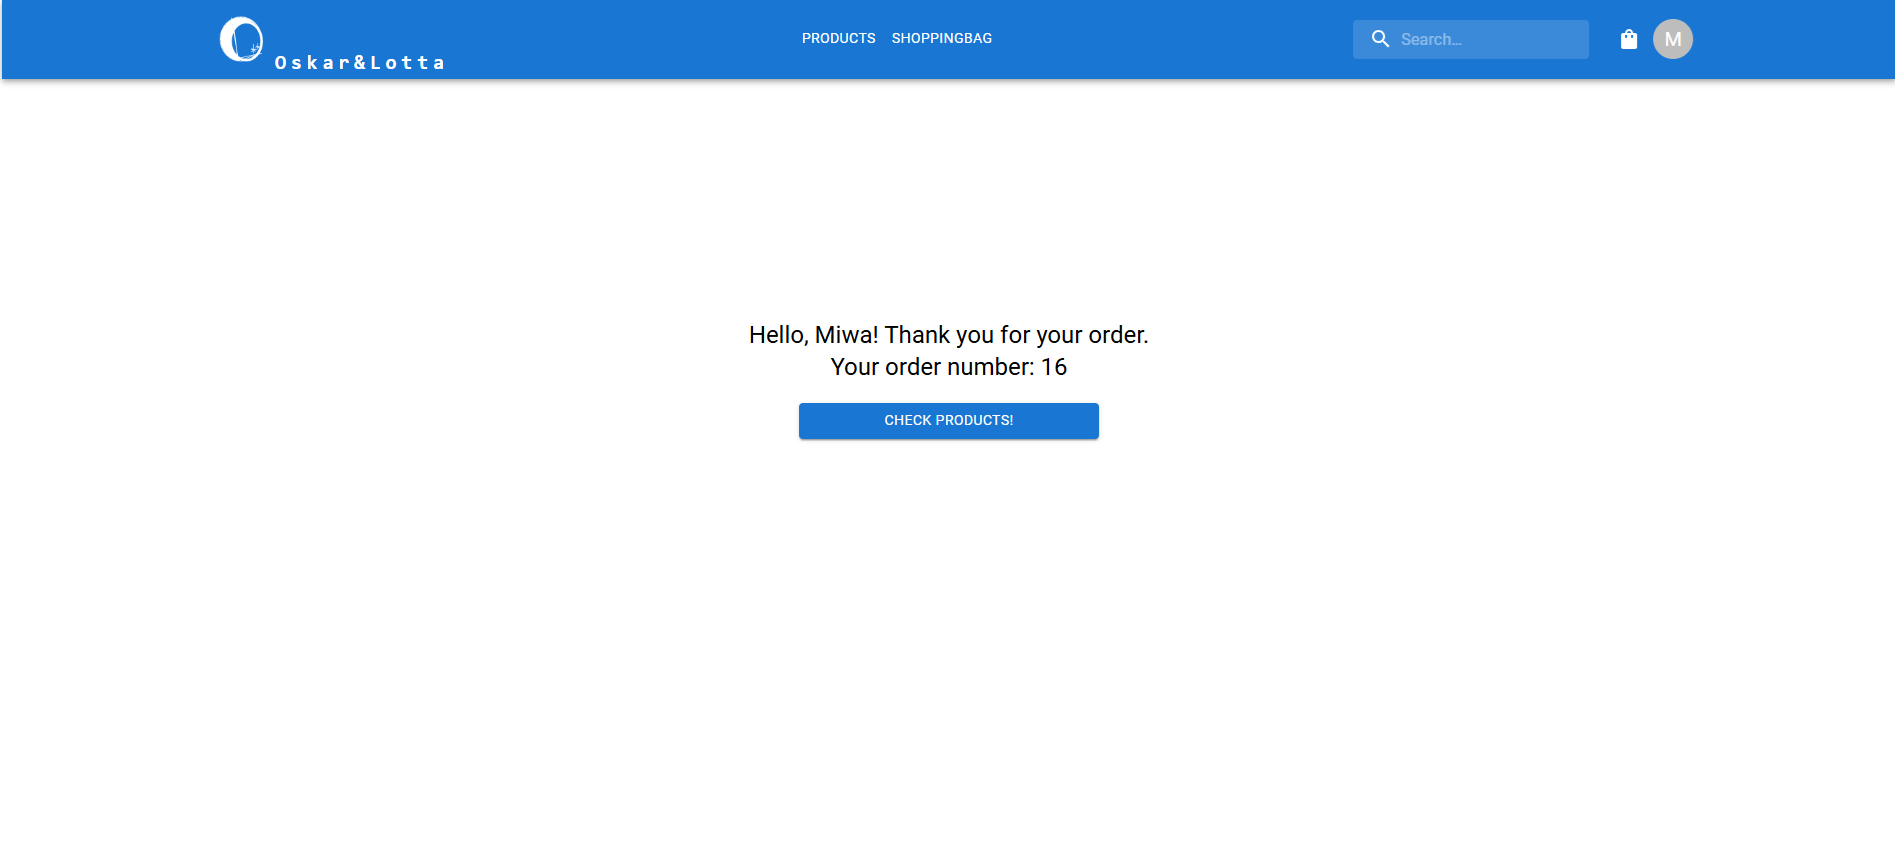 Oskar&Lotta
PRODUCTS SHOPPINGBAG
Search…
M
Hello, Miwa! Thank you for your order.
Your order number: 16
CHECK PRODUCTS!